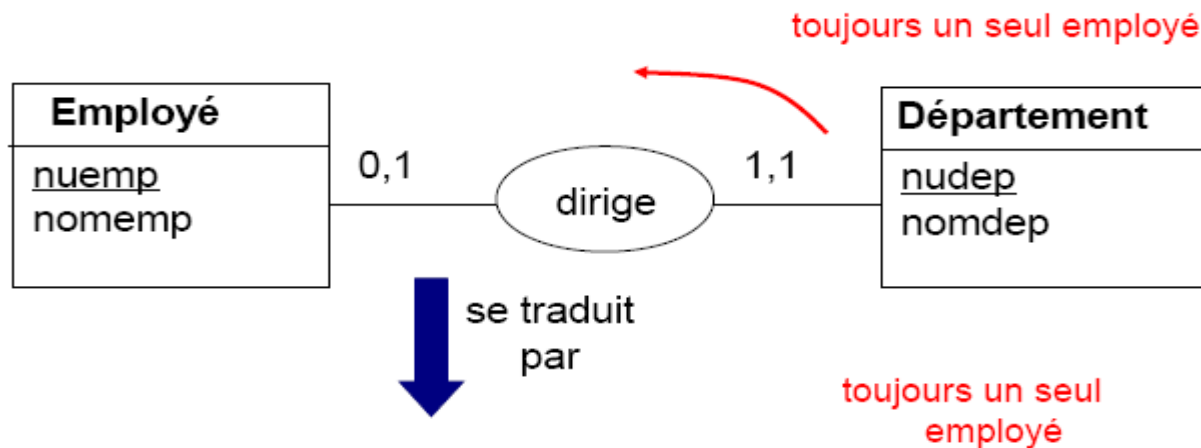 toujours un seul employé
Employé
nuemp
nomemp
0,1
dirige
1,1
Département
nudep
nomdep
se traduit
par
toujours un seul
employé